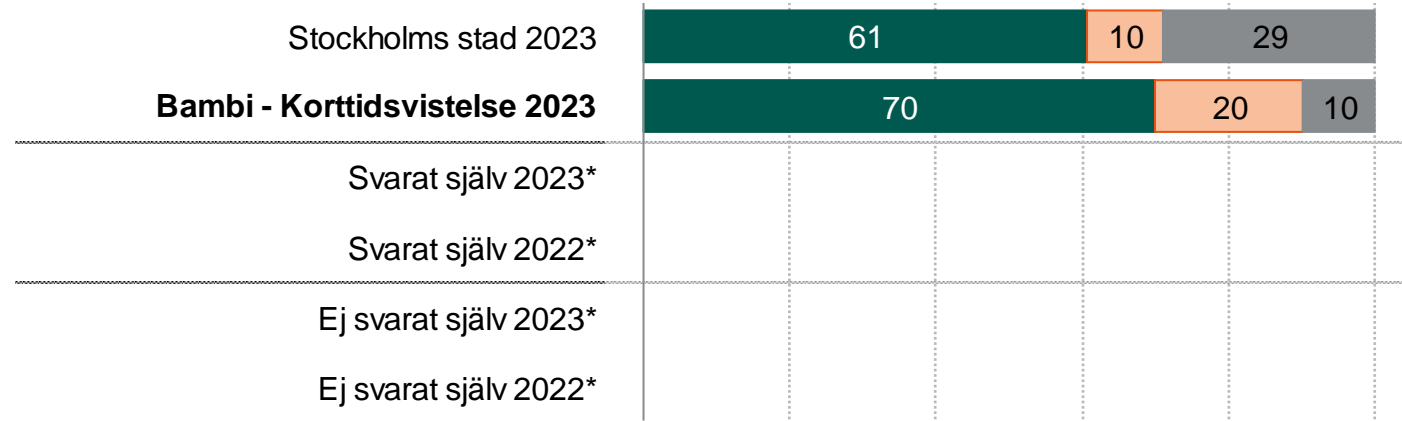 Stockholms stad 2023 61 10 29
Bambi - Korttidsvistelse 2023 70 20 10
Svarat själv 2023*
Svarat själv 2022*
Ej svarat själv 2023*
Ej svarat själv 2022*